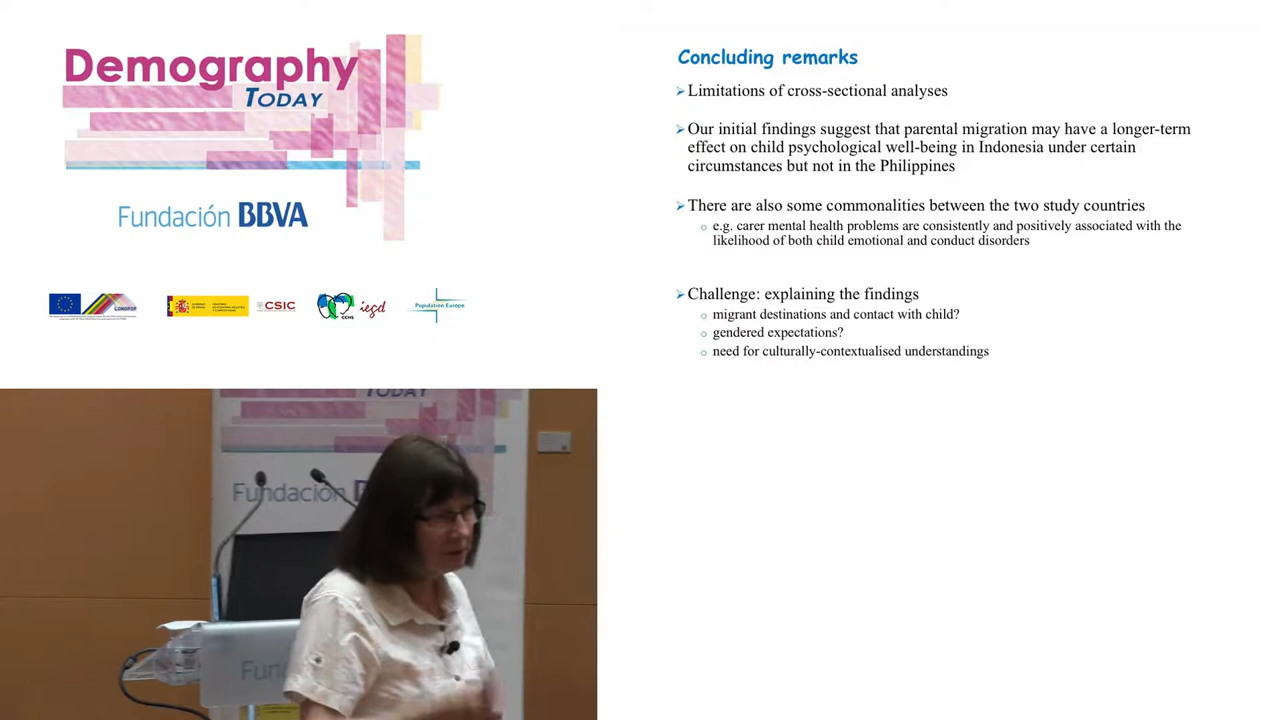 Demography
TODAY
Fundación BBVA
LONGPOP
CSIC
CCHS
iegd
Population Europe
Concluding remarks
Limitations of cross-sectional analyses
Our initial findings suggest that parental migration may have a longer-term
effect on child psychological well-being in Indonesia under certain
circumstances but not in the Philippines
There are also some commonalities between the two study countries
e.g. carer mental health problems are consistently and positively associated with the
likelihood of both child emotional and conduct disorders
Challenge: explaining the findings
migrant destinations and contact with child?
gendered expectations?
need for culturally-contextualised understandings
TODAY
Fundación
Fun